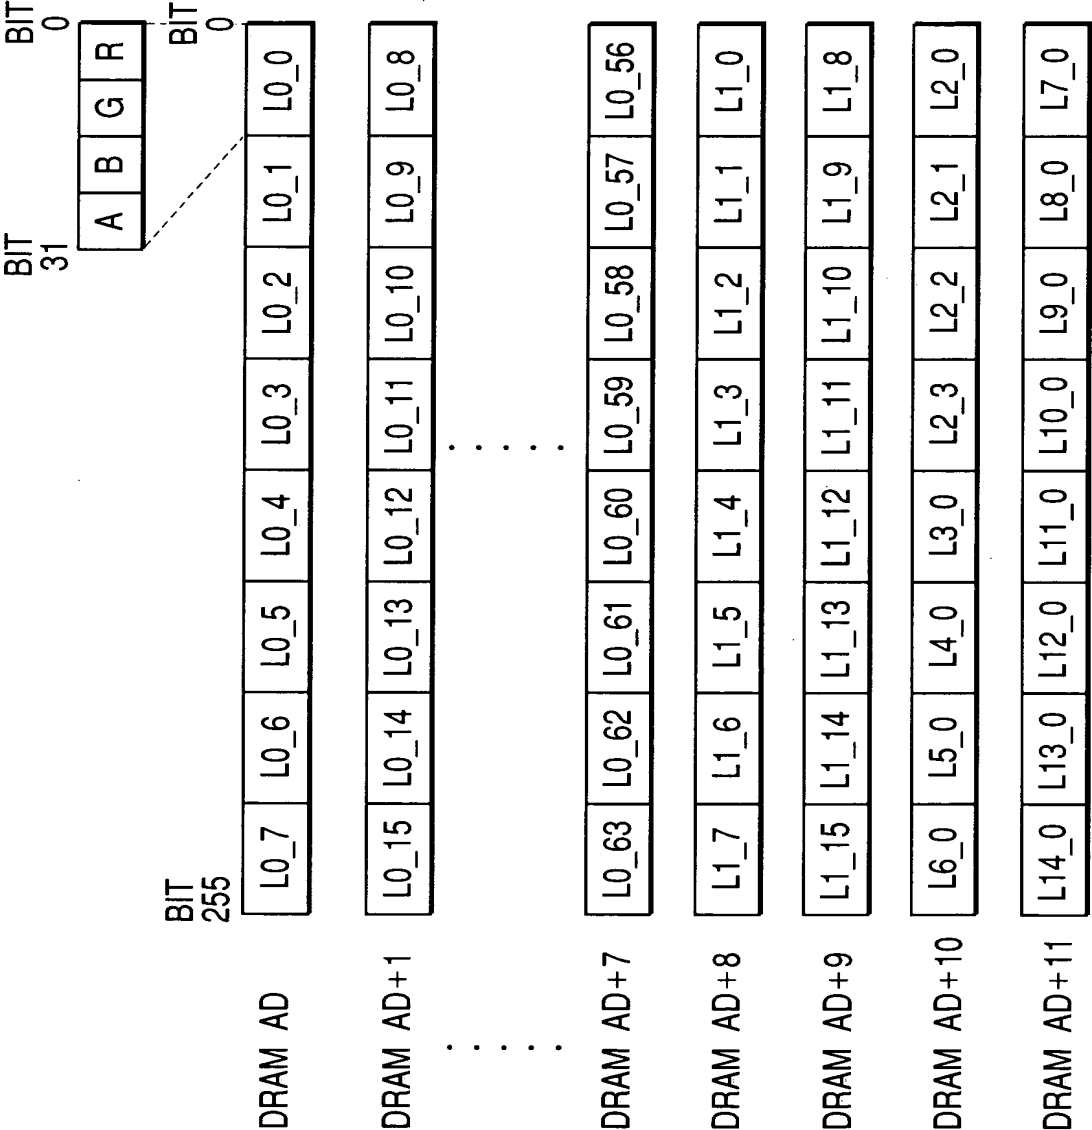 BIT 31 BIT 0
A B G R
BIT 255 BIT 0
DRAM AD L0_7 L0_6 L0_5 L0_4 L0_3 L0_2 L0_1 L0_0
DRAM AD+1 L0_15 L0_14 L0_13 L0_12 L0_11 L0_10 L0_9 L0_8
DRAM AD+7 L0_63 L0_62 L0_61 L0_60 L0_59 L0_58 L0_57 L0_56
DRAM AD+8 L1_7 L1_6 L1_5 L1_4 L1_3 L1_2 L1_1 L1_0
DRAM AD+9 L1_15 L1_14 L1_13 L1_12 L1_11 L1_10 L1_9 L1_8
DRAM AD+10 L6_0 L5_0 L4_0 L3_0 L2_3 L2_2 L2_1 L2_0
DRAM AD+11 L14_0 L13_0 L12_0 L11_0 L10_0 L9_0 L8_0 L7_0